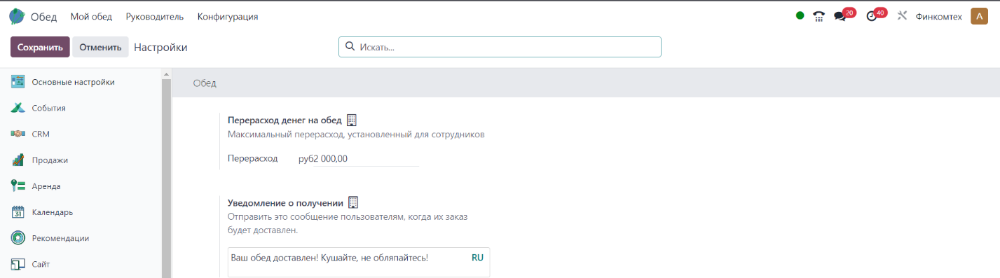 Обед Мой обед Руководитель Конфигурация 20 40 Финкомтех A
Сохранить Отменить Настройки Искать...
Основные настройки
События
CRM
Продажи
Аренда
31 Календарь
Рекомендации
Сайт
Обед
Перерасход денег на обед
Максимальный перерасход, установленный для сотрудников
Перерасход руб2 000,00
Уведомление о получении
Отправить это сообщение пользователям, когда их заказ
будет доставлен.
Ваш обед доставлен! Кушайте, не обляпайтесь! RU